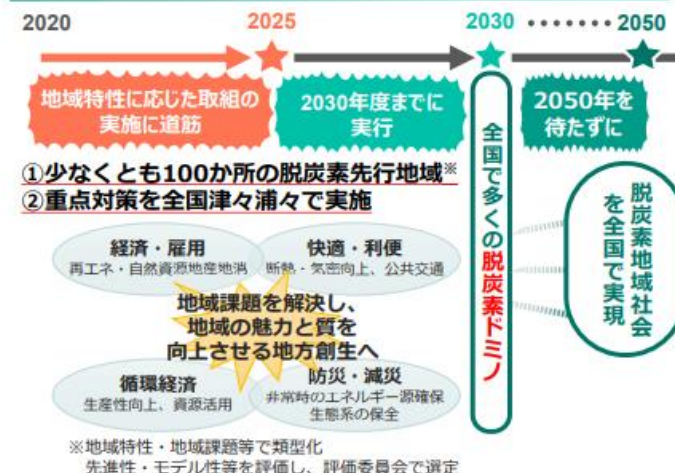 2020
2025
2030
2050
地域特性に応じた取組の
実施に道筋
2030年度までに
実行
2050年を
待たずに
①少なくとも100か所の脱炭素先行地域※
②重点対策を全国津々浦々で実施
経済・雇用
再エネ・自然資源地産地消
快適・利便
断熱・気密向上、公共交通
地域課題を解決し、
地域の魅力と質を
向上させる地方創生へ
循環経済
生産性向上、資源活用
防災・減災
非常時のエネルギー源確保
生態系の保全
※地域特性・地域課題等で類型化
先進性・モデル性等を評価し、評価委員会で選定
全国で多くの脱炭素ドミノ
脱炭素地域社会
を全国で実現